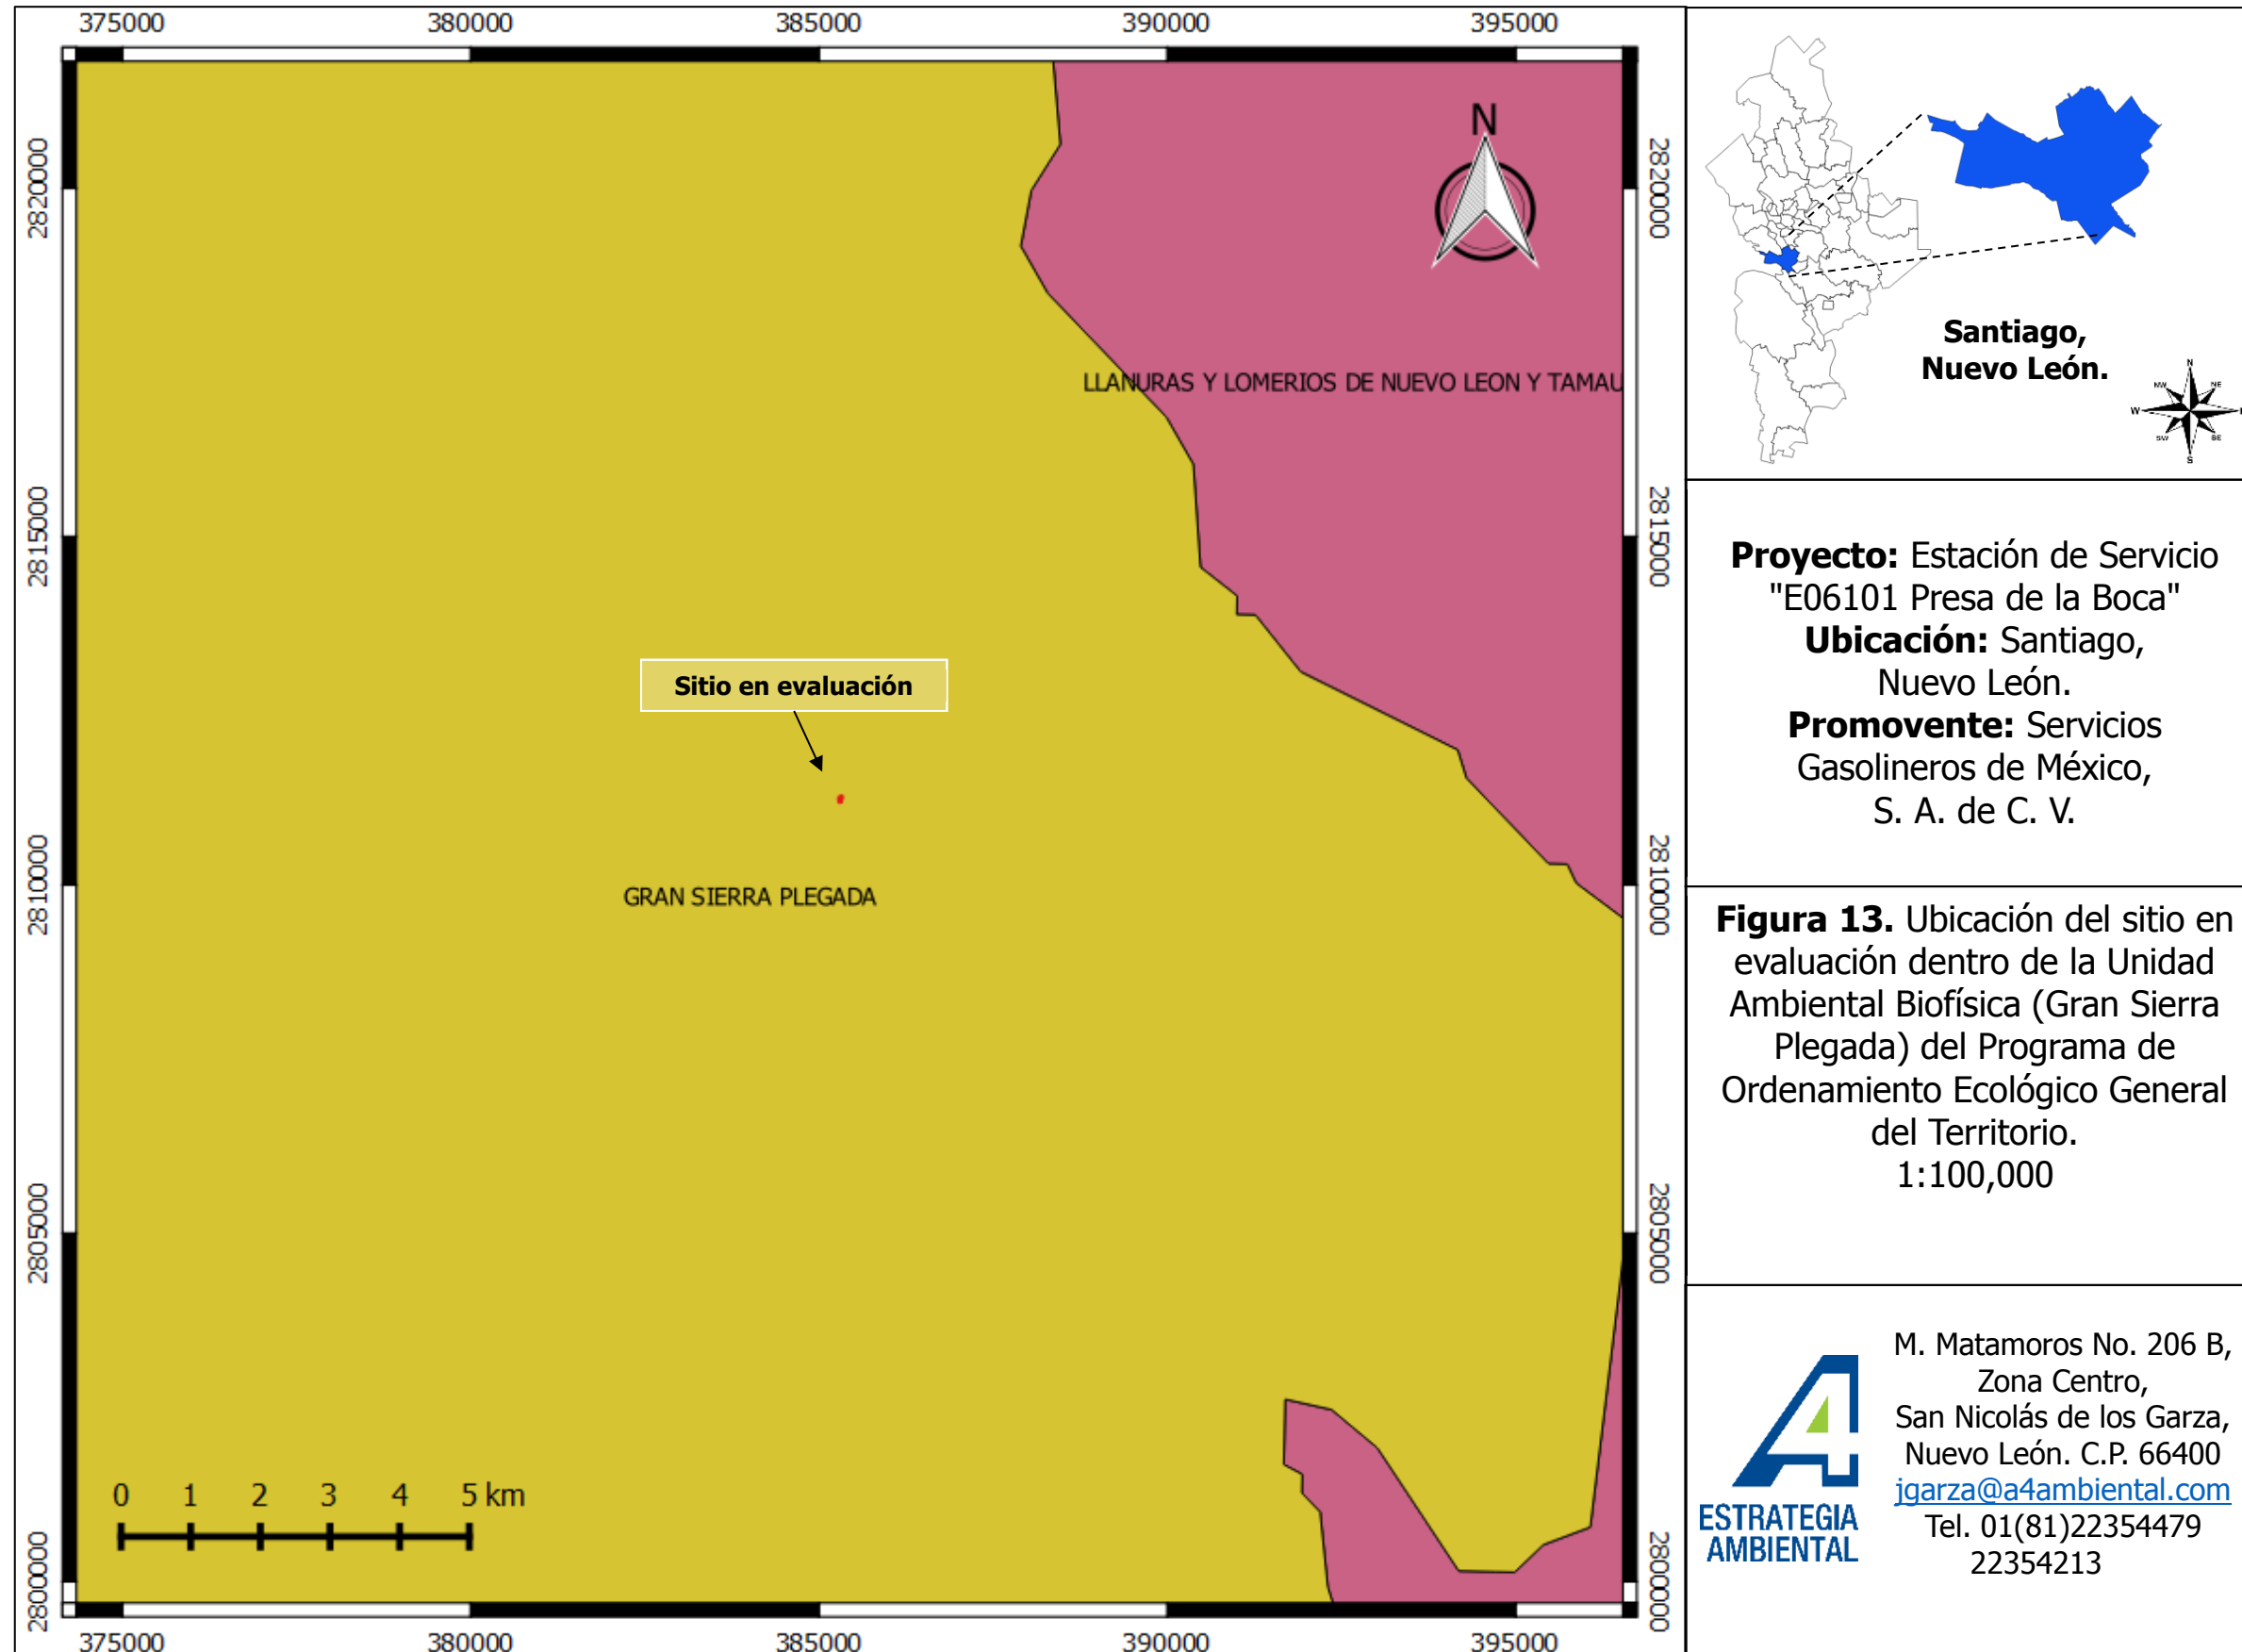 375000 380000 385000 390000 395000
2820000
2815000
2810000
2805000
2800000
N
LLANURAS Y LOMERIOS DE NUEVO LEON Y TAMAU
Sitio en evaluación
GRAN SIERRA PLEGADA
0 1 2 3 4 5 km
2820000
2815000
2810000
2805000
2800000
375000 380000 385000 390000 395000
Santiago,
Nuevo León.
N
NW NE
W
SW SE
S
Proyecto: Estación de Servicio
"E06101 Presa de la Boca"
Ubicación: Santiago,
Nuevo León.
Promovente: Servicios
Gasolineros de México,
S. A. de C. V.
Figura 13. Ubicación del sitio en
evaluación dentro de la Unidad
Ambiental Biofísica (Gran Sierra
Plegada) del Programa de
Ordenamiento Ecológico General
del Territorio.
1:100,000
A4
ESTRATEGIA
AMBIENTAL
M. Matamoros No. 206 B,
Zona Centro,
San Nicolás de los Garza,
Nuevo León. C.P. 66400
jgarza@a4ambiental.com
Tel. 01(81)22354479
22354213